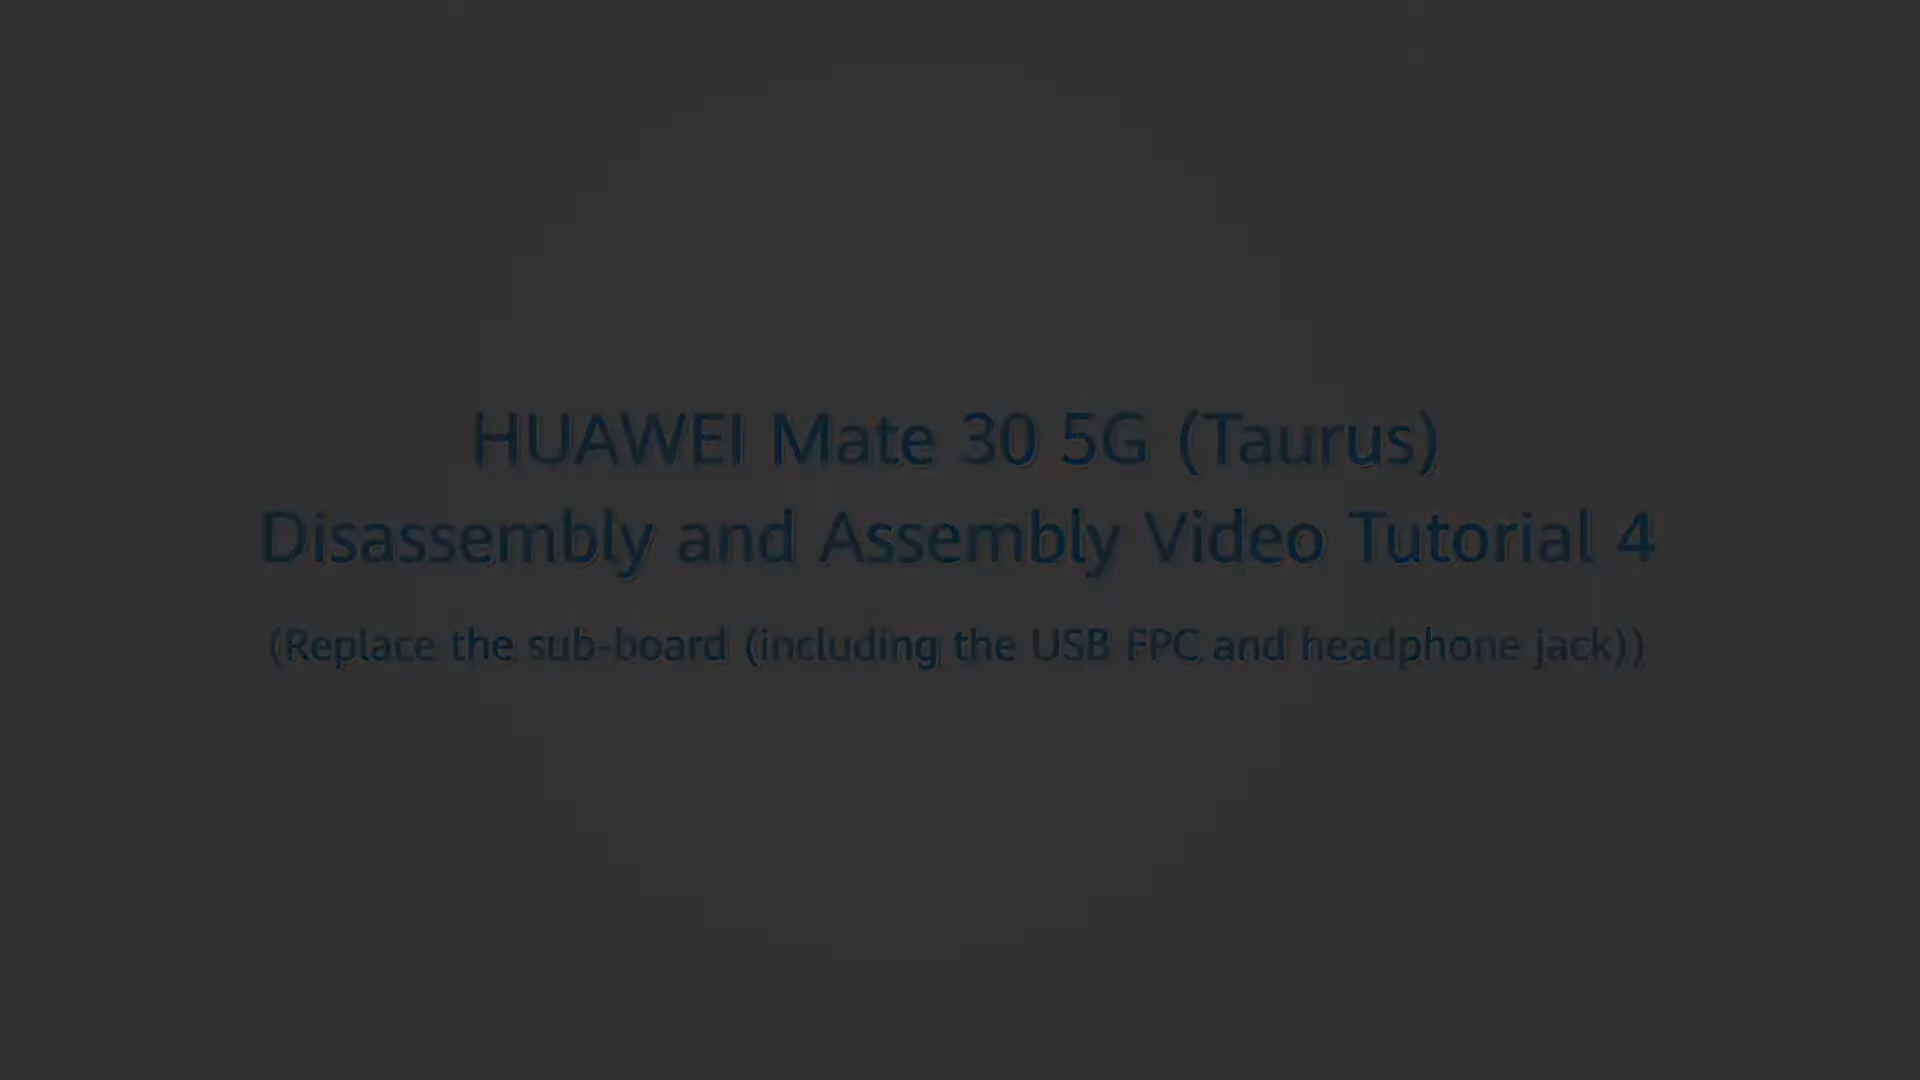 HUAWEI Mate 30 5G (Taurus)
Disassembly and Assembly Video Tutorial 4
(Replace the sub-board (including the USB FPC and headphone jack))